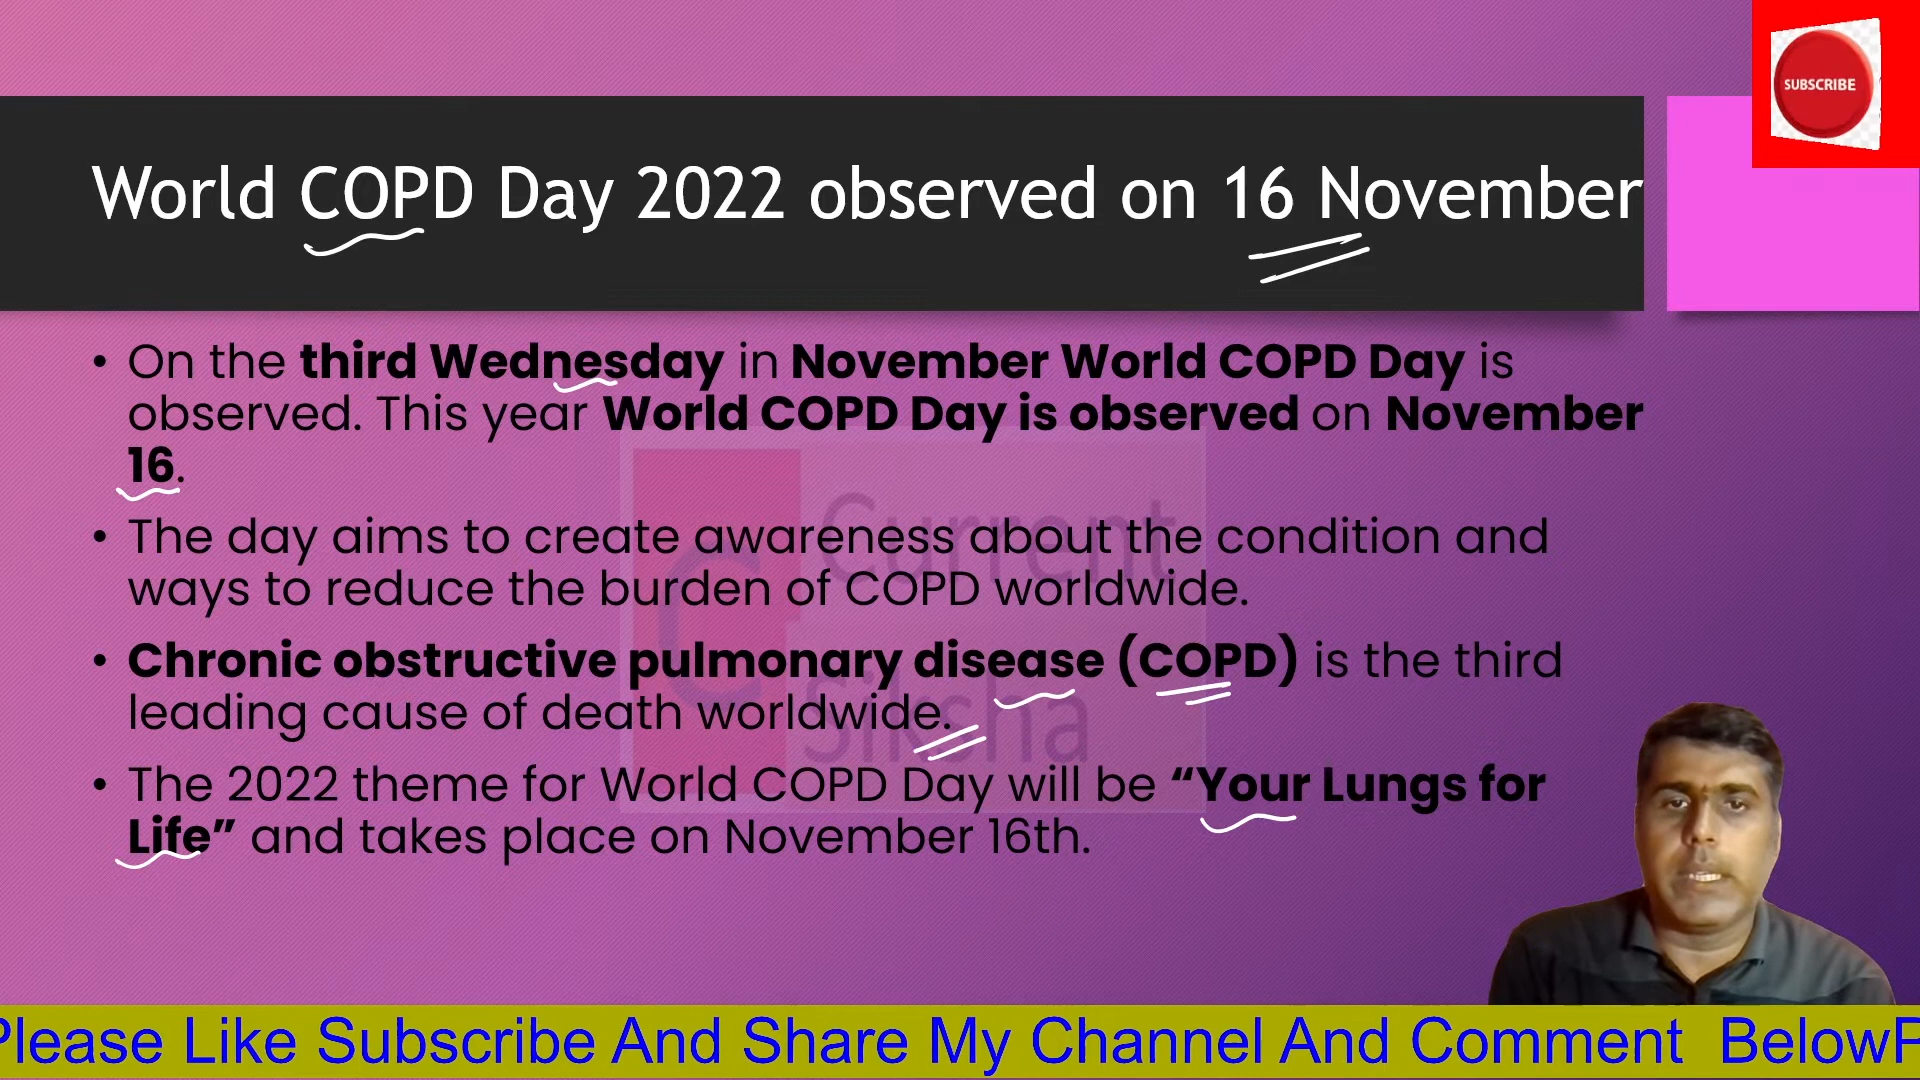 SUBSCRIBE
World COPD Day 2022 observed on 16 November
• On the third Wednesday in November World COPD Day is
observed. This year World COPD Day is observed on November
16.
• The day aims to create awareness about the condition and
ways to reduce the burden of COPD worldwide.
• Chronic obstructive pulmonary disease (COPD) is the third
leading cause of death worldwide.
• The 2022 theme for World COPD Day will be “Your Lungs for
Life” and takes place on November 16th.
Current
Siksha
Please Like Subscribe And Share My Channel And Comment BelowP